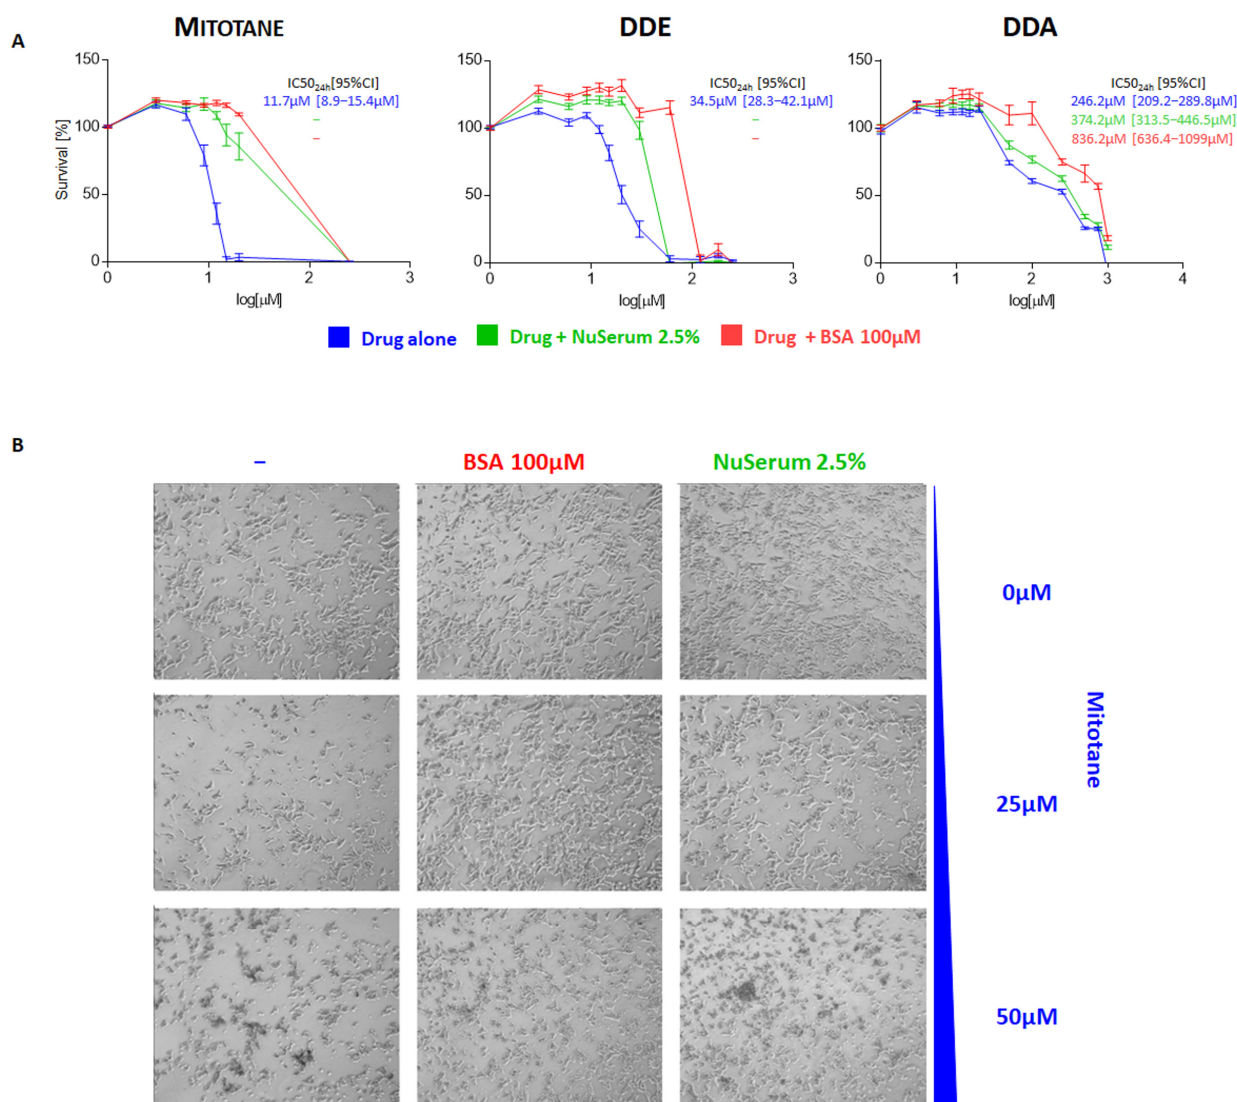 A
MITOTANE
150
100
50
0
Survival [%]
IC5024h [95%CI]
11.7μM [8.9−15.4μM]
−
−
0
1
2
3
log[μM]
DDE
150
100
50
0
IC5024h [95%CI]
34.5μM [28.3−42.1μM]
−
−
0
1
2
3
log[μM]
DDA
150
100
50
0
IC5024h [95%CI]
246.2μM [209.2−289.8μM]
374.2μM [313.5−446.5μM]
836.2μM [636.4−1099μM]
0
1
2
3
4
log[μM]
Drug alone
Drug + NuSerum 2.5%
Drug + BSA 100μM
B
–
BSA 100μM
NuSerum 2.5%
0μM
25μM
50μM
Mitotane